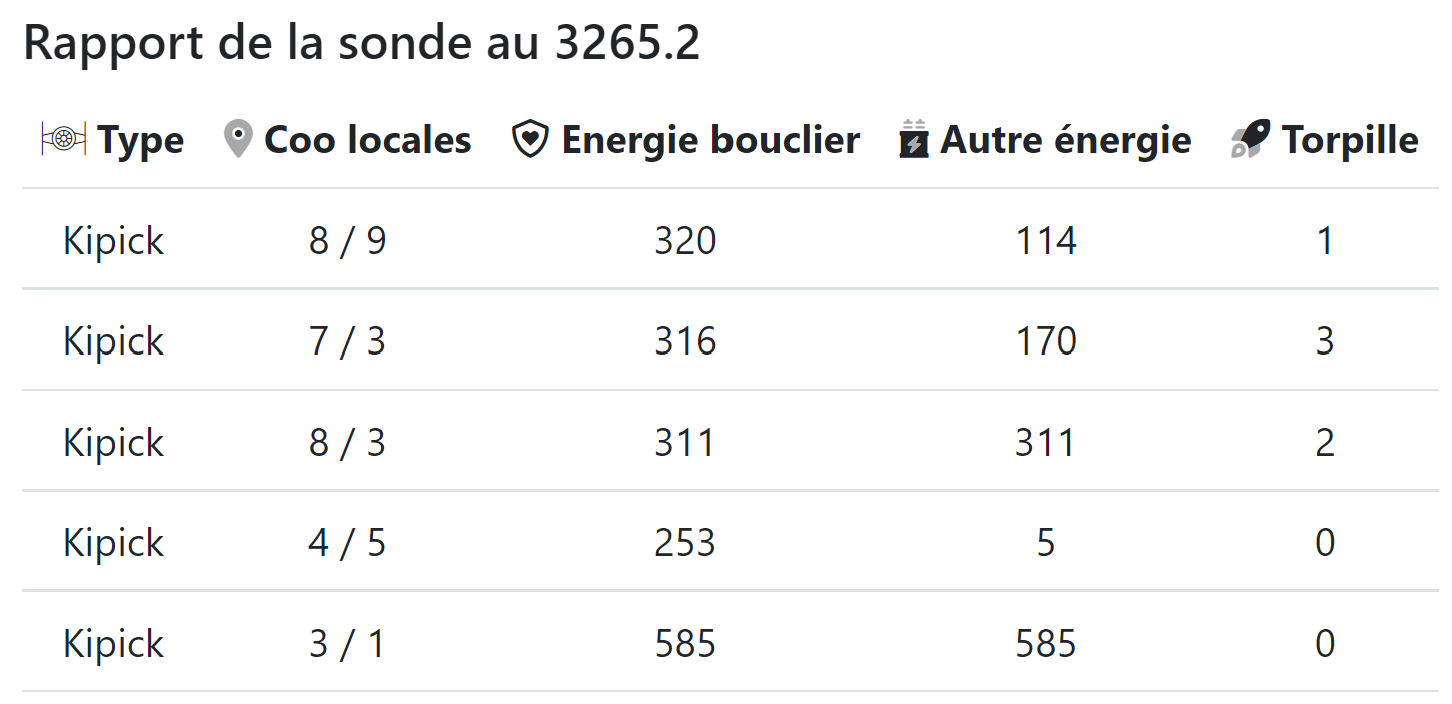 Rapport de la sonde au 3265.2
Type Coo locales Energie bouclier Autre énergie Torpille
Kipick 8 / 9 320 114 1
Kipick 7 / 3 316 170 3
Kipick 8 / 3 311 311 2
Kipick 4 / 5 253 5 0
Kipick 3 / 1 585 585 0